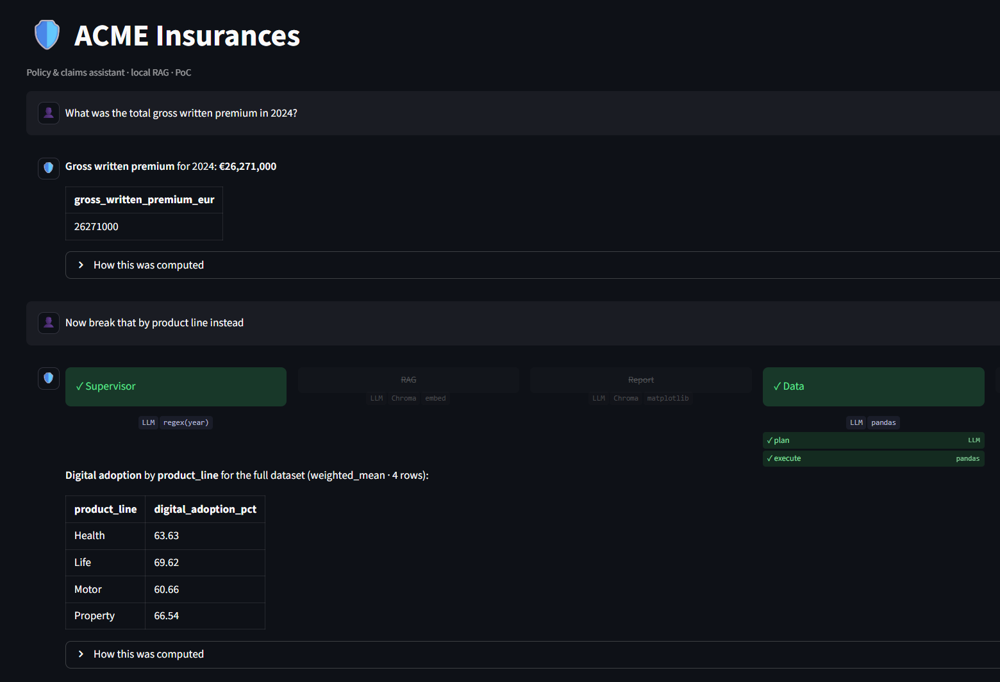 ACME Insurances
Policy & claims assistant · local RAG · PoC
What was the total gross written premium in 2024?
Gross written premium for 2024: €26,271,000
gross_written_premium_eur
26271000
How this was computed
Now break that by product line instead
✓ Supervisor
LLM regex(year)
RAG
LLM Chroma embed
Report
LLM Chroma matplotlib
✓ Data
LLM pandas
✓ plan LLM
✓ execute pandas
Digital adoption by product_line for the full dataset (weighted_mean · 4 rows):
product_line digital_adoption_pct
Health 63.63
Life 69.62
Motor 60.66
Property 66.54
How this was computed